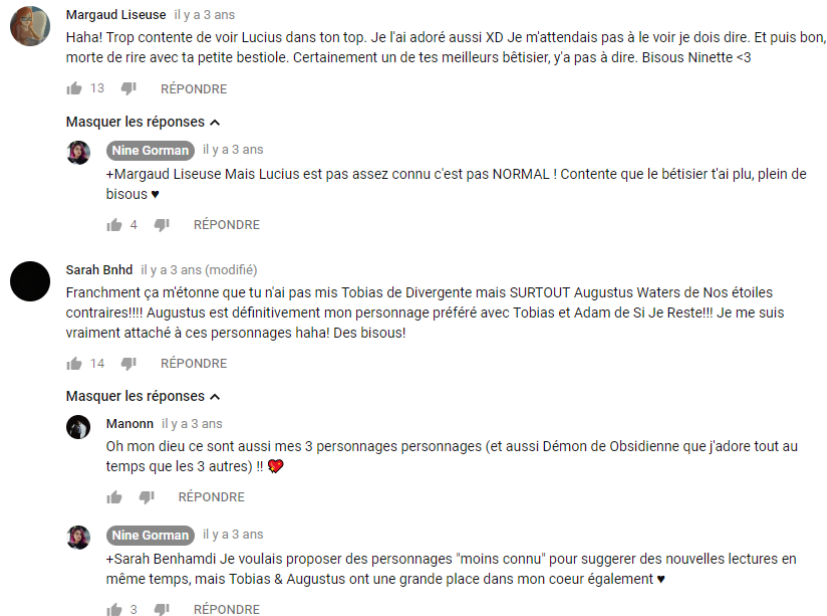 Margaud Liseuse il y a 3 ans
Haha! Trop contente de voir Lucius dans ton top. Je l'ai adoré aussi XD Je m'attendais pas à le voir je dois dire. Et puis bon,
morte de rire avec ta petite bestiole. Certainement un de tes meilleurs bêtisier, y'a pas à dire. Bisous Ninette <3
13 RÉPONDRE
Masquer les réponses
Nine Gorman il y a 3 ans
+Margaud Liseuse Mais Lucius est pas assez connu c'est pas NORMAL ! Contente que le bétisier t'ai plu, plein de
bisous ♥
4 RÉPONDRE
Sarah Bnhd il y a 3 ans (modifié)
Franchment ça m'étonne que tu n'ai pas mis Tobias de Divergente mais SURTOUT Augustus Waters de Nos étoiles
contraires!!!! Augustus est définitivement mon personnage préféré avec Tobias et Adam de Si Je Reste!!! Je me suis
vraiment attaché à ces personnages haha! Des bisous!
14 RÉPONDRE
Masquer les réponses
Manonn il y a 3 ans
Oh mon dieu ce sont aussi mes 3 personnages personnages (et aussi Démon de Obsidienne que j'adore tout au
temps que les 3 autres) !! 💖
RÉPONDRE
Nine Gorman il y a 3 ans
+Sarah Benhamdi Je voulais proposer des personnages "moins connu" pour suggerer des nouvelles lectures en
même temps, mais Tobias & Augustus ont une grande place dans mon coeur également ♥
3 RÉPONDRE